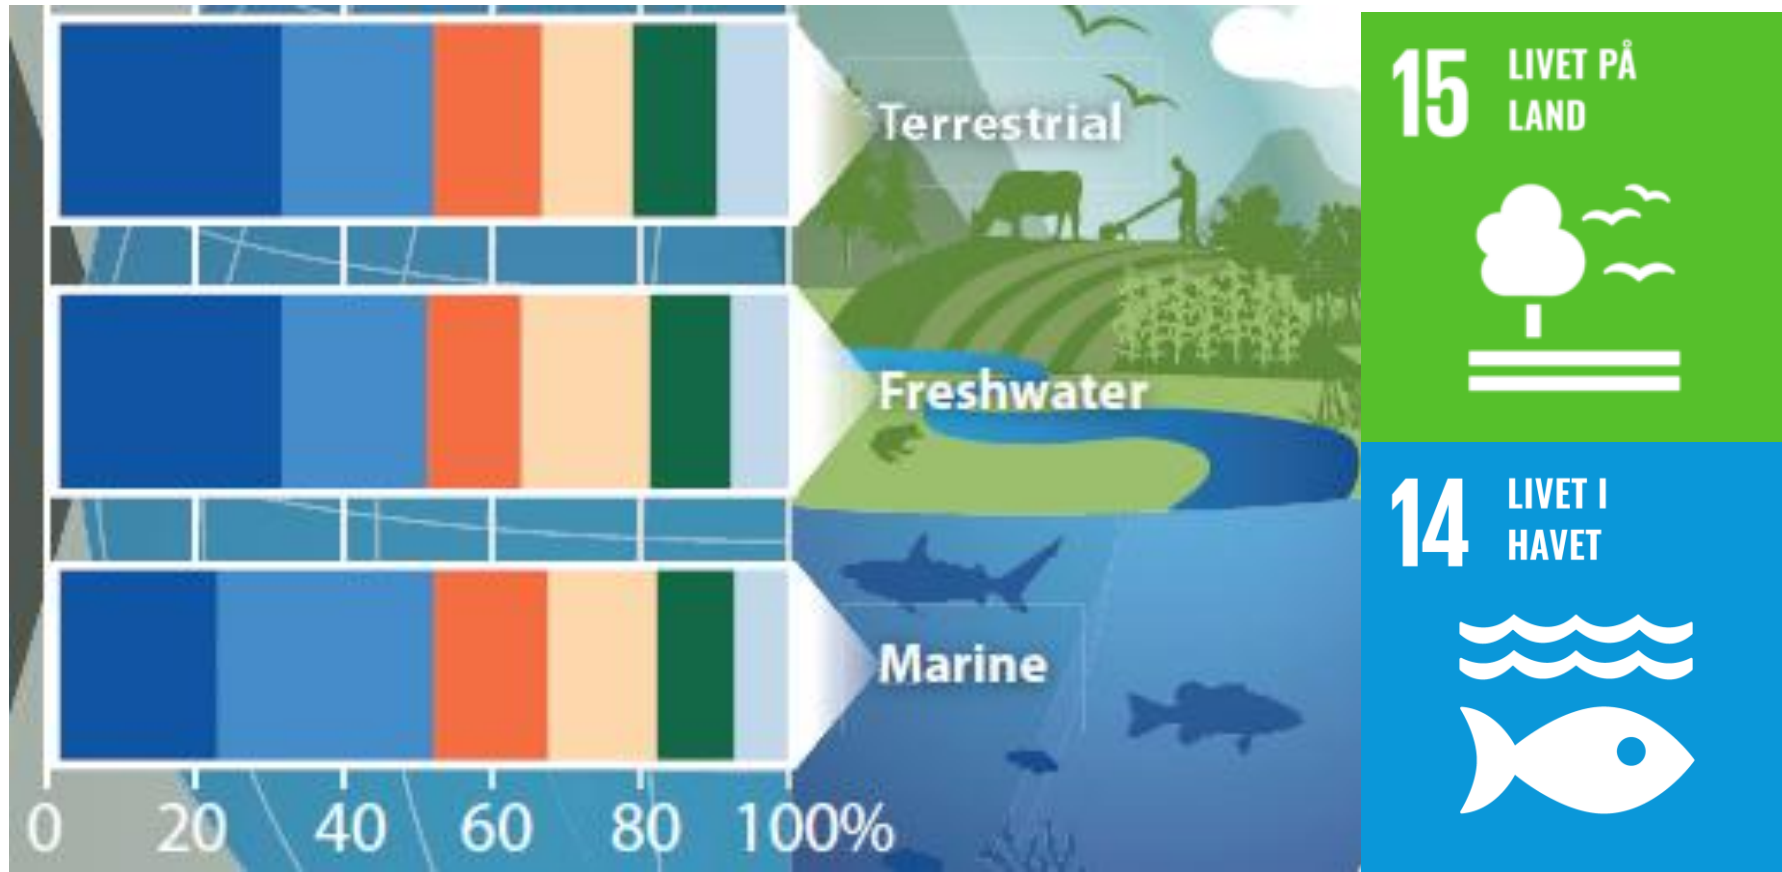 Terrestrial
Freshwater
Marine
0 20 40 60 80 100%
15 LIVET PÅ
LAND
14 LIVET I
HAVET